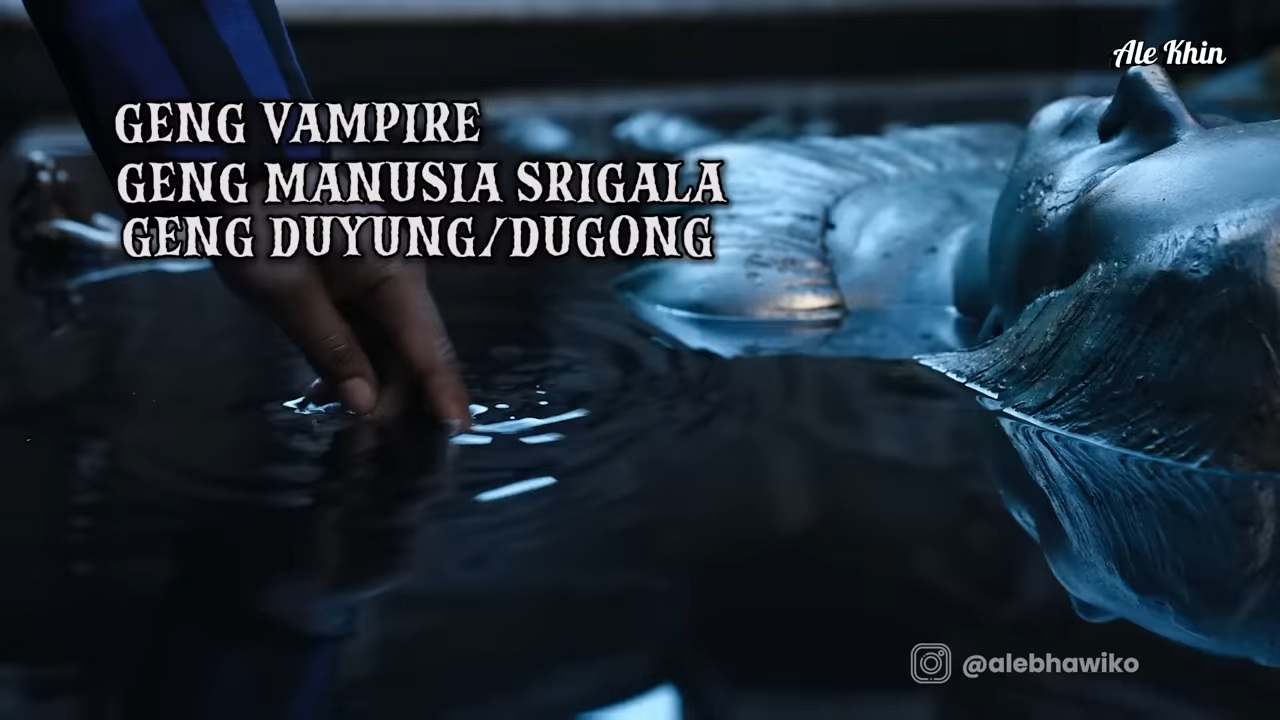 Ale Khin
GENG VAMPIRE
GENG MANUSIA SRIGALA
GENG DUYUNG/DUGONG
@alebhawiko